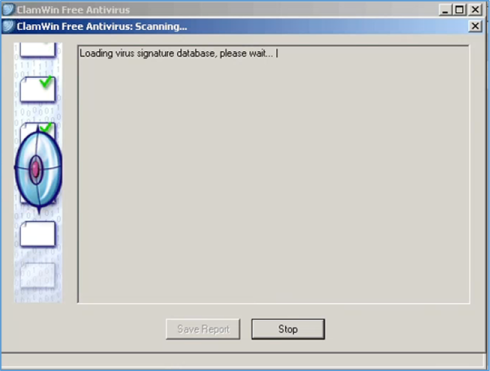 ClamWin Free Antivirus
ClamWin Free Antivirus: Scanning...
Loading virus signature database, please wait... |
Save Report
Stop